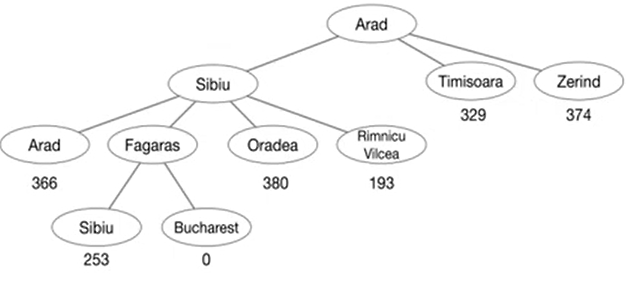 Arad
Sibiu
Timisoara
Zerind
329
374
Arad
Fagaras
Oradea
Rimnicu
Vilcea
366
380
193
Sibiu
Bucharest
253
0